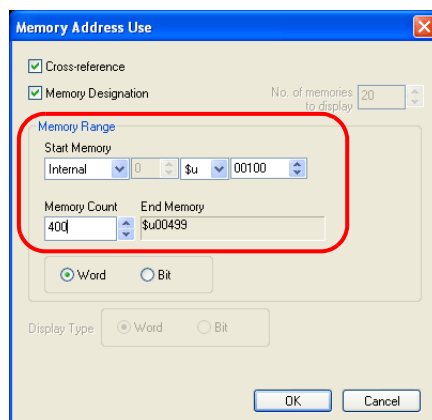 Memory Address Use
Cross-reference
Memory Designation
No. of memories
to display
20
Memory Range
Start Memory
Internal 0 $u 00100
Memory Count End Memory
400 $u00499
Word Bit
Display Type Word Bit
OK Cancel